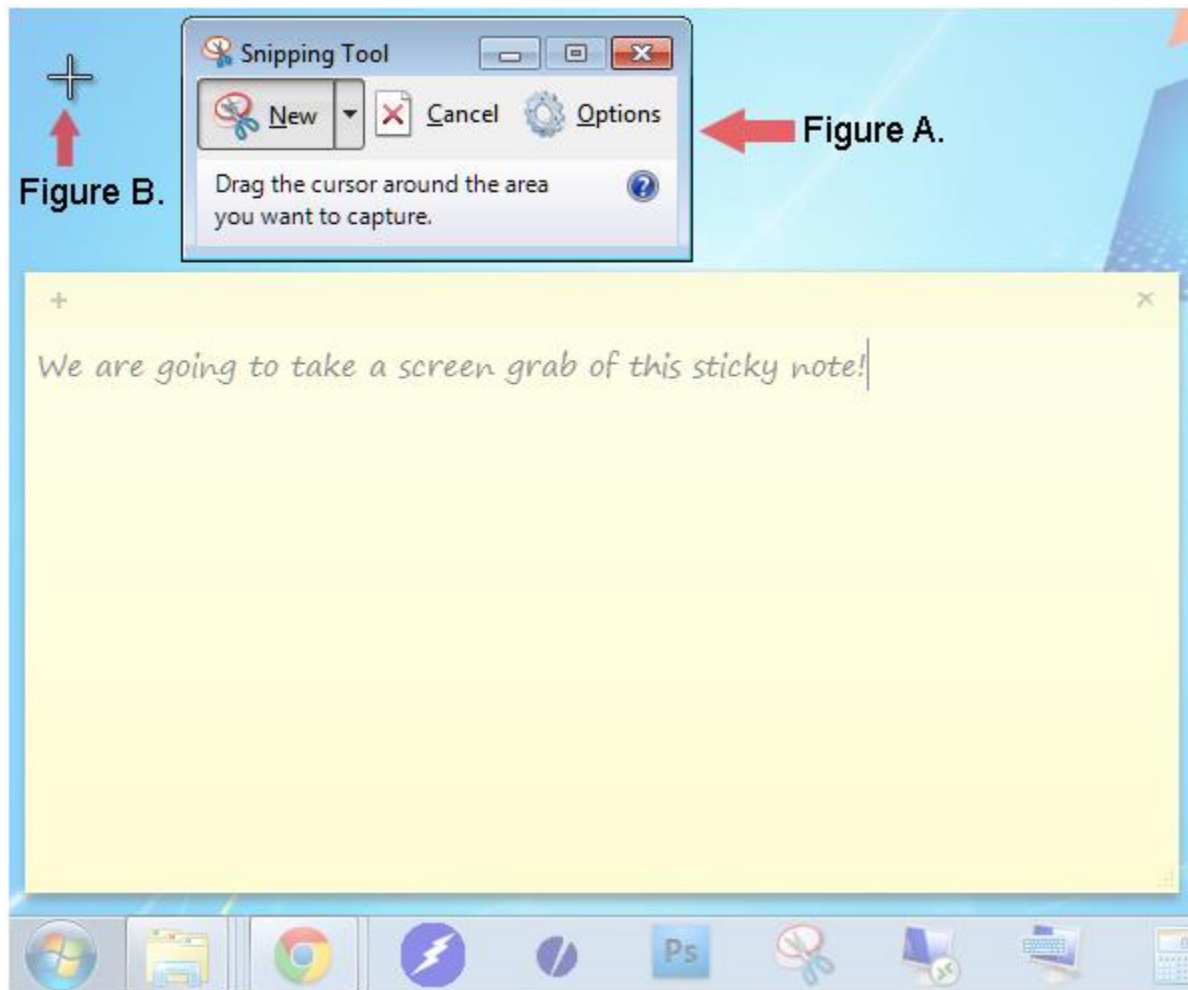 Snipping Tool
New Cancel Options
Figure A.
Drag the cursor around the area
you want to capture.
Figure B.
We are going to take a screen grab of this sticky note!
Ps